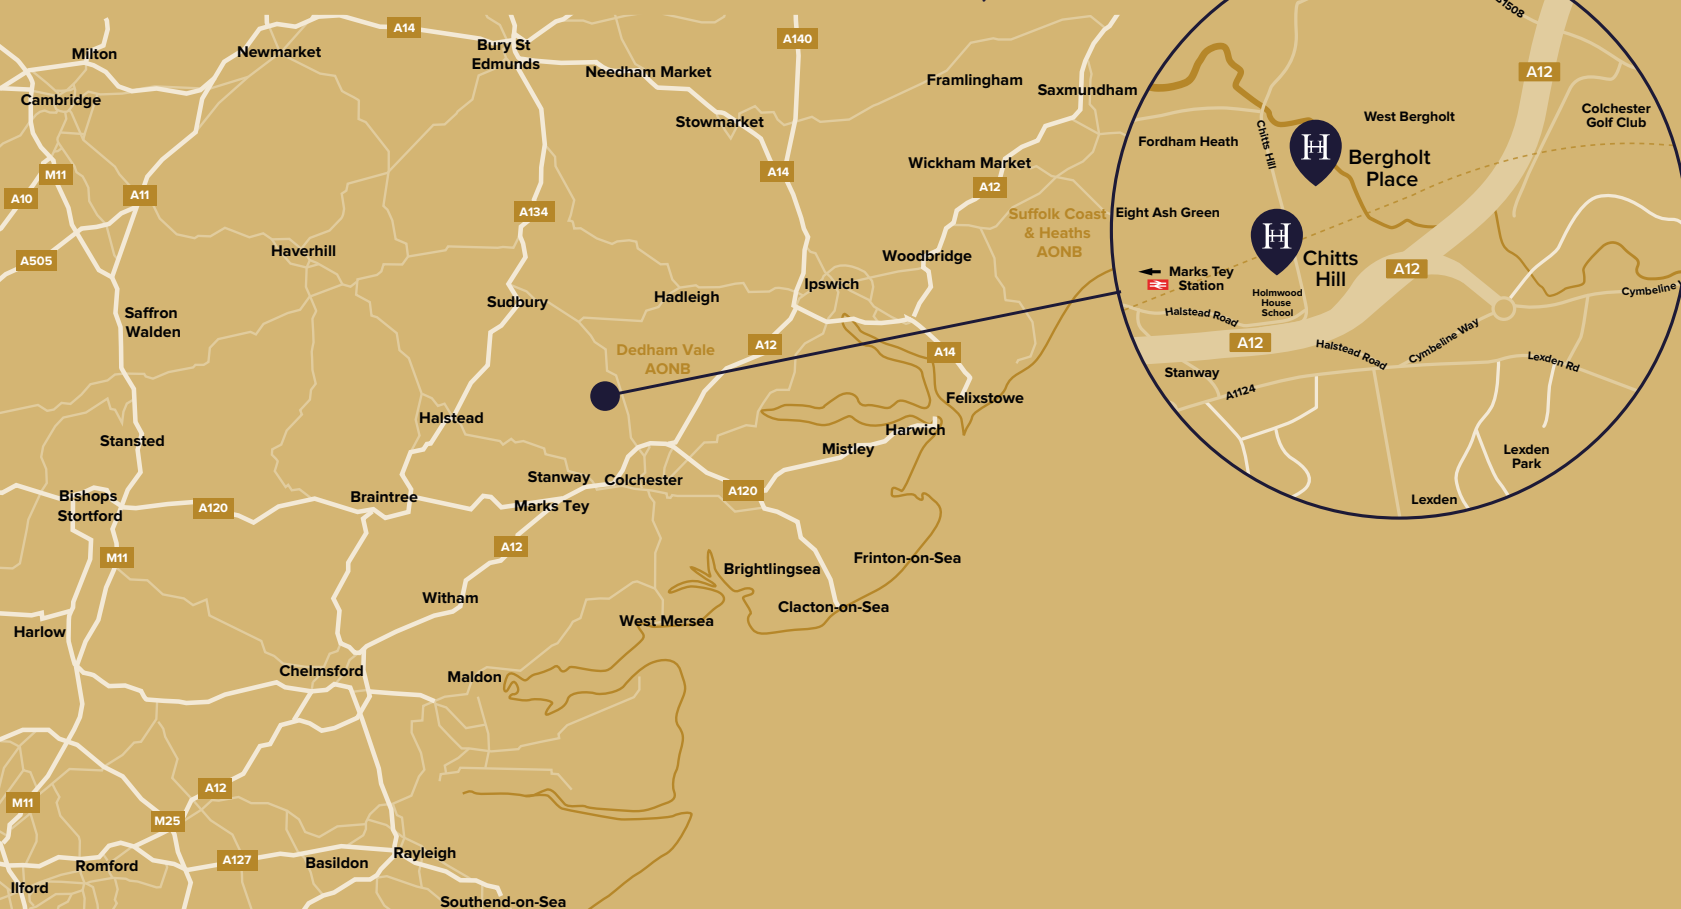 A14
A140
Milton
Newmarket
Bury St
Edmunds
Needham Market
Framlingham
Saxmundham
Cambridge
Stowmarket
A14
Wickham Market
A12
M11
A10
A11
A134
Suffolk Coast
& Heaths
AONB
A505
Haverhill
Woodbridge
Ipswich
Sudbury
Hadleigh
Saffron
Walden
A12
A14
Dedham Vale
AONB
Felixstowe
Halstead
Harwich
Mistley
Stansted
Stanway
Colchester
A120
Bishops
Stortford
A120
Braintree
Marks Tey
A12
M11
Frinton-on-Sea
Brightlingsea
Witham
Clacton-on-Sea
West Mersea
Harlow
Chelmsford
Maldon
A12
M11
M25
A127
Romford
Basildon
Rayleigh
Ilford
Southend-on-Sea
1508
A12
West Bergholt
Colchester
Golf Club
Fordham Heath
Chitts Hill
H
Bergholt
Place
Eight Ash Green
H
Chitts
Hill
A12
Marks Tey
Station
Holmwood
House
School
Cymbeline
Halstead Road
A12
Halstead Road
Cymbeline Way
Lexden Rd
Stanway
A1124
Lexden
Park
Lexden